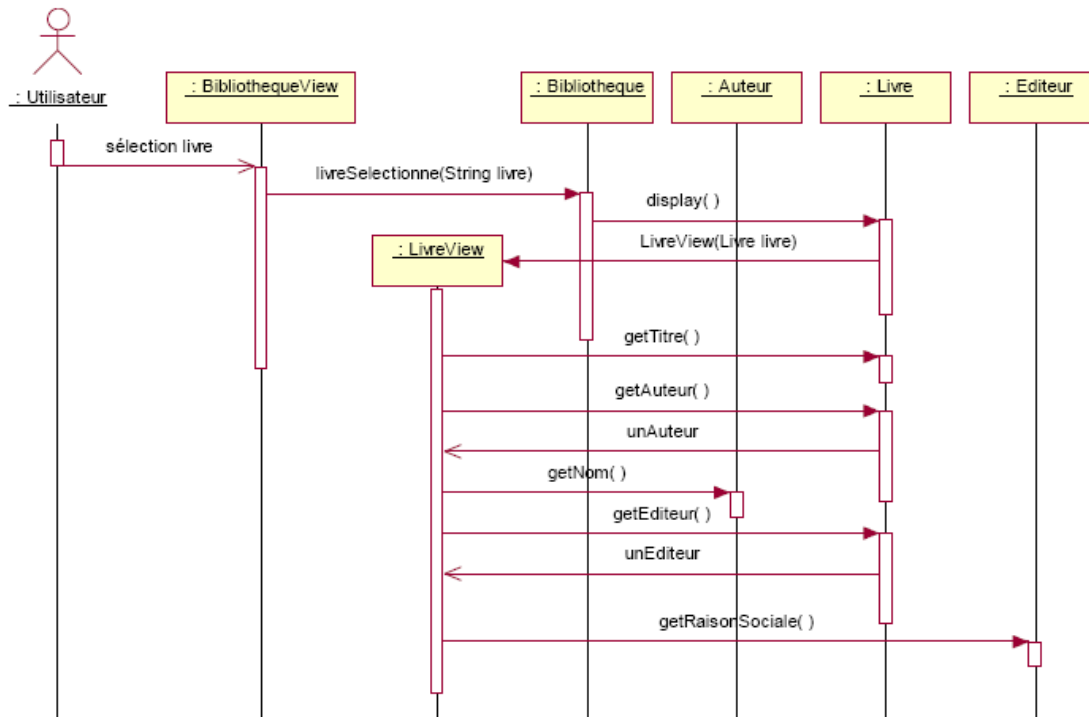 : Utilisateur
: BibliothequeView
: Bibliotheque
: Auteur
: Livre
: Editeur
sélection livre
livreSelectionne(String livre)
display( )
LivreView(Livre livre)
: LivreView
getTitre( )
getAuteur( )
unAuteur
getNom( )
getEditeur( )
unEditeur
getRaisonSociale( )